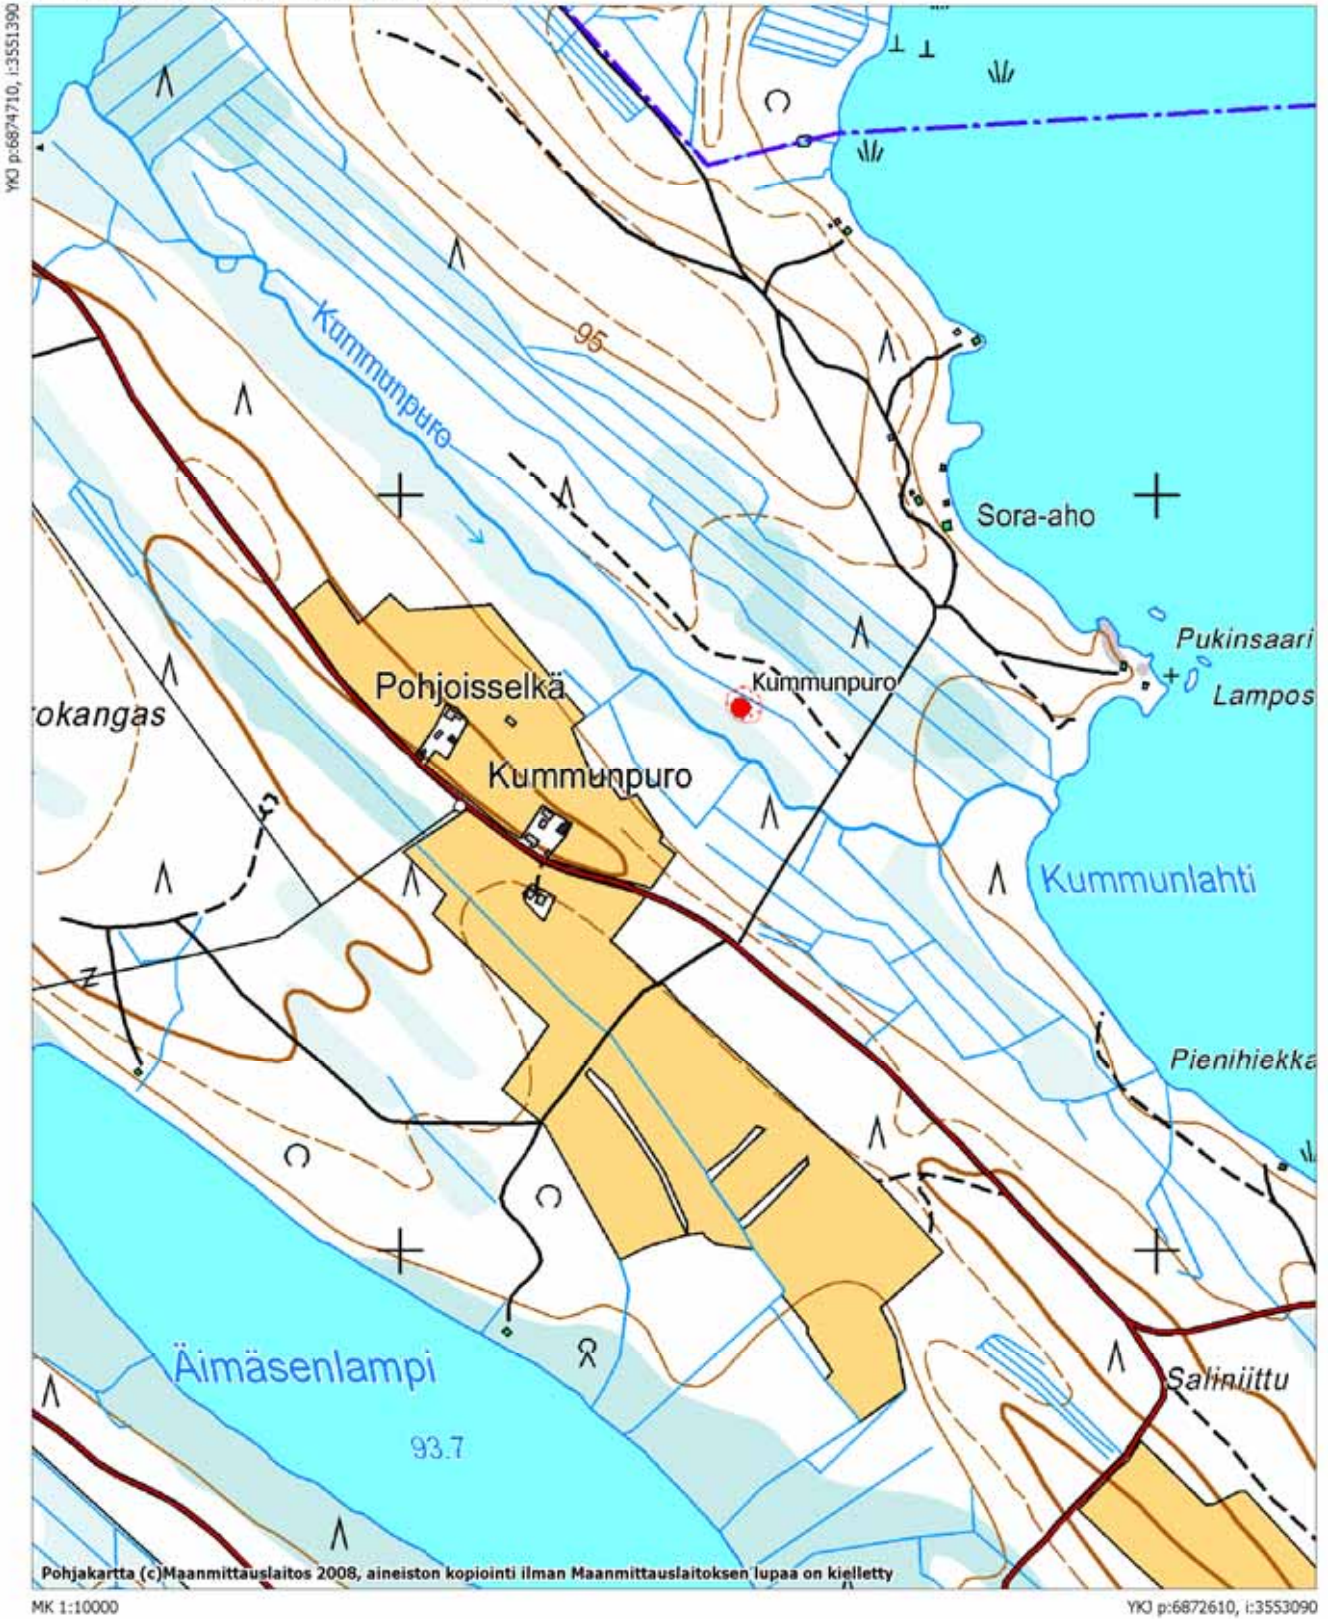 YKJ p:6874710, i:3551390
Kummunpuro
95
Sora-aho
Pukinsaari
Lampos
Pohjoisselkä
Kummunpuro
okangas
Kummunpuro
Kummunlahti
Z
Pienihiekka
Äimäsenlampi
93.7
Saliniittu
Pohjakartta (c)Maanmittauslaitos 2008, aineiston kopiointi ilman Maanmittauslaitoksen lupaa on kielletty
MK 1:10000
YKJ p:6872610, i:3553090